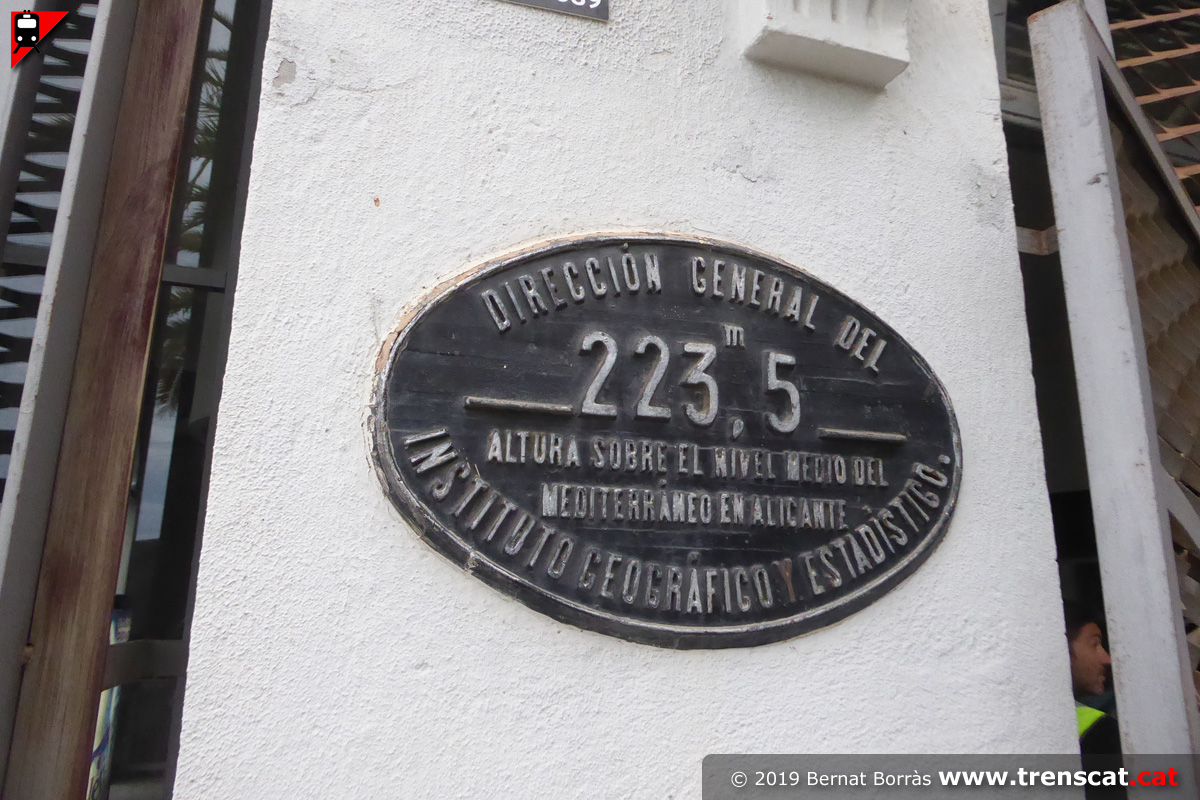 DIRECCIÓN GENERAL DEL
223,m5
ALTURA SOBRE EL NIVEL MEDIO DEL
MEDITERRÁNEO EN ALICANTE
INSTITUTO GEOGRÁFICO Y ESTADÍSTICO.
© 2019 Bernat Borràs www.trenscat.cat